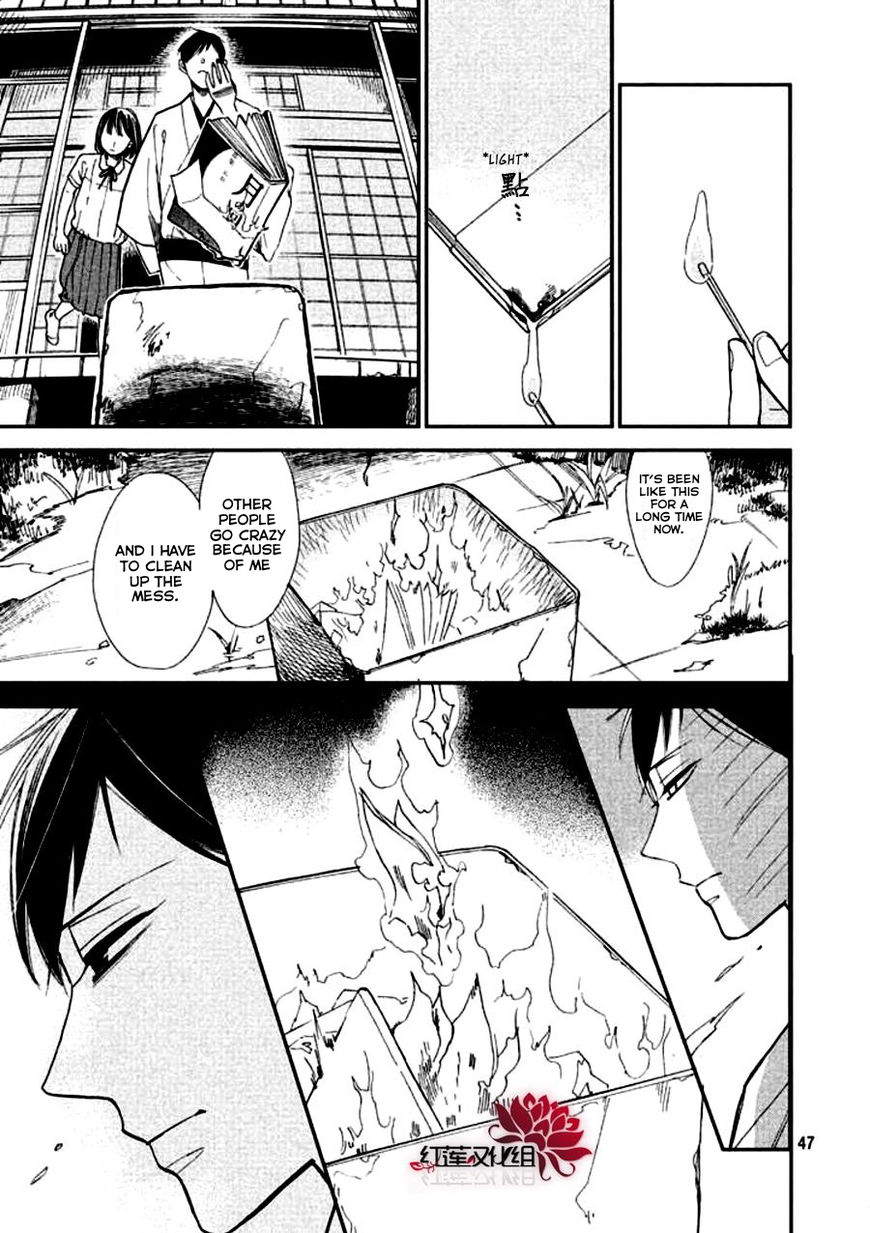 *LIGHT*
點…
月
IT'S BEEN
LIKE THIS
FOR A
LONG TIME
NOW.
OTHER
PEOPLE
GO CRAZY
BECAUSE
OF ME
AND I HAVE
TO CLEAN
UP THE
MESS.
红莲汉化组
47